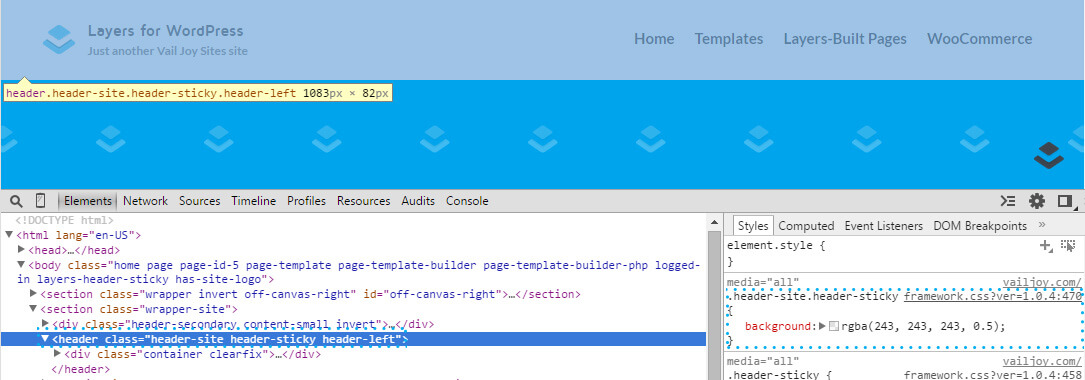 Layers for WordPress
Just another Vail Joy Sites site
Home Templates Layers-Built Pages WooCommerce
header.header-site.header-sticky.header-left 1083px × 82px
Elements Network Sources Timeline Profiles Resources Audits Console
<!DOCTYPE html>
<html lang="en-US">
<head>…</head>
<body class="home page page-id-5 page-template page-template-builder page-template-builder-php logged-
in layers-header-sticky has-site-logo">
<section class="wrapper invert off-canvas-right" id="off-canvas-right">…</section>
<section class="wrapper-site">
<div class="header-secondary content-small invert">…</div>
<header class="header-site header-sticky header-left">
<div class="container clearfix">…</div>
</header>
Styles Computed Event Listeners DOM Breakpoints »
element.style {
}
media="all" vailjoy.com/
.header-site.header-sticky framework.css?ver=1.0.4:470
{
background: rgba(243, 243, 243, 0.5);
}
media="all" vailjoy.com/
.header-sticky { framework.css?ver=1.0.4:458